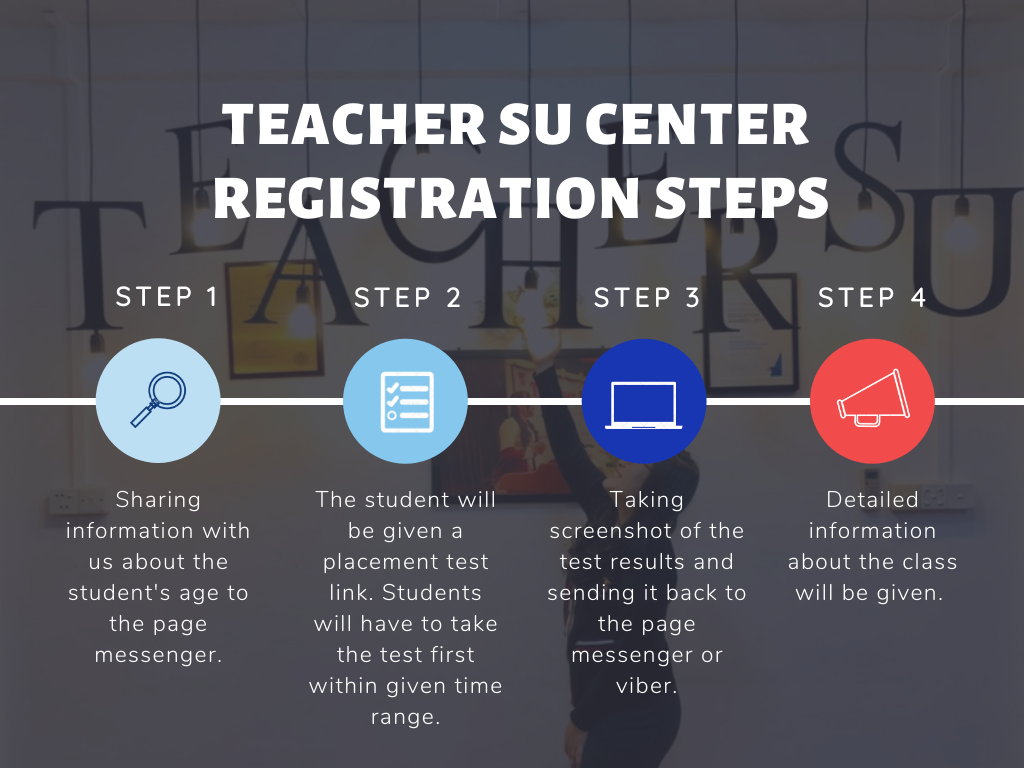 TEACHER SU CENTER
REGISTRATION STEPS
TEACHER SU
STEP 1
STEP 2
STEP 3
STEP 4
Sharing
information with
us about the
student's age to
the page
messenger.
The student will
be given a
placement test
link. Students
will have to take
the test first
within given time
range.
Taking
screenshot of the
test results and
sending it back to
the page
messenger or
viber.
Detailed
information
about the class
will be given.